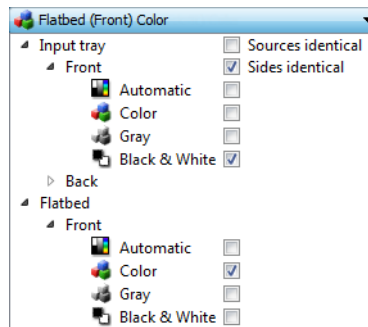 Flatbed (Front) Color
Input tray Sources identical
Front Sides identical
Automatic
Color
Gray
Black & White
Back
Flatbed
Front
Automatic
Color
Gray
Black & White